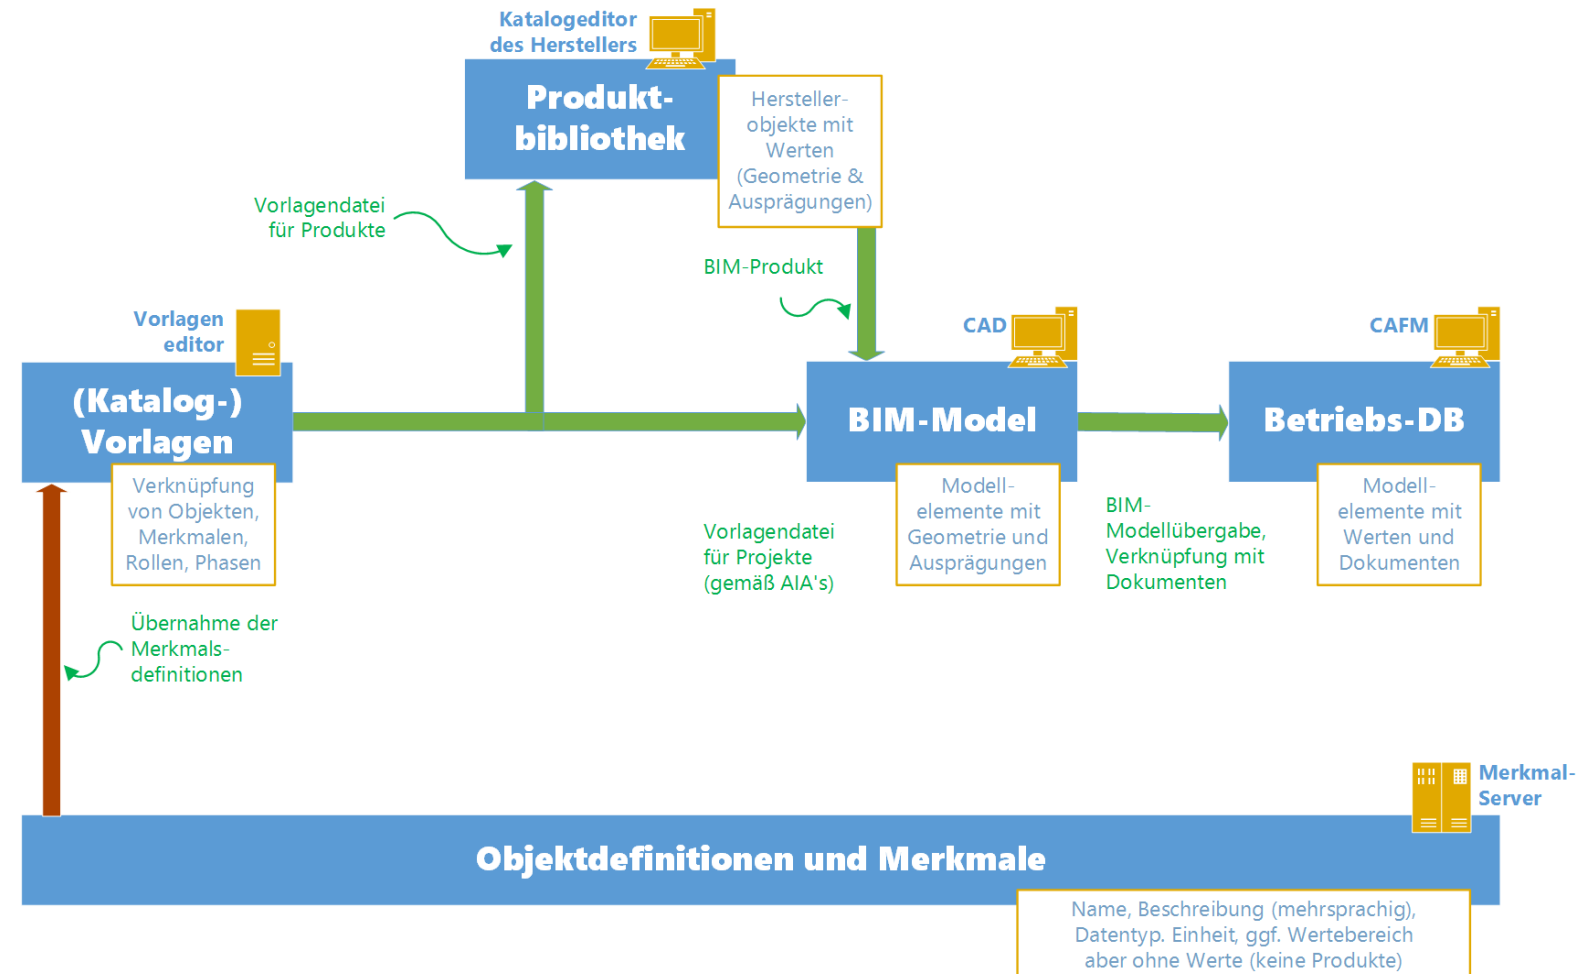 Katalogeditor
des Herstellers
Produkt-
bibliothek
Hersteller-
objekte mit
Werten
(Geometrie &
Ausprägungen)
Vorlagendatei
für Produkte
BIM-Produkt
Vorlagen
editor
(Katalog-)
Vorlagen
Verknüpfung
von Objekten,
Merkmalen,
Rollen, Phasen
CAD
BIM-Model
Modell-
elemente mit
Geometrie und
Ausprägungen
CAFM
Betriebs-DB
Modell-
elemente mit
Werten und
Dokumenten
Vorlagendatei
für Projekte
(gemäß AIA's)
BIM-
Modellübergabe,
Verknüpfung mit
Dokumenten
Übernahme der
Merkmals-
definitionen
Merkmal-
Server
Objektdefinitionen und Merkmale
Name, Beschreibung (mehrsprachig),
Datentyp. Einheit, ggf. Wertebereich
aber ohne Werte (keine Produkte)